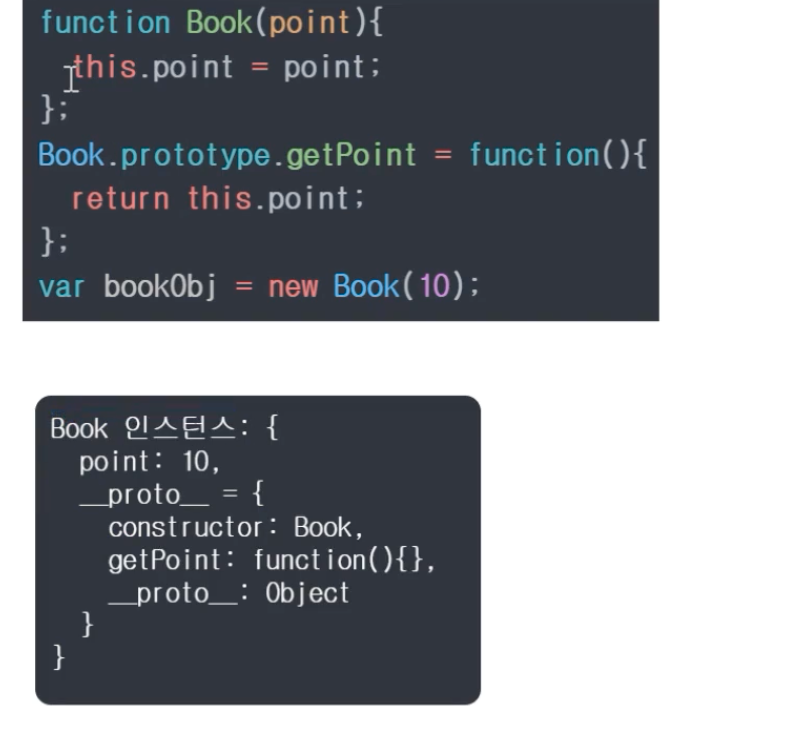 function Book(point){
  this.point = point;
};
Book.prototype.getPoint = function(){
  return this.point;
};
var bookObj = new Book(10);
Book 인스턴스: {
  point: 10,
  __proto__ = {
    constructor: Book,
    getPoint: function(){},
    __proto__: Object
  }
}